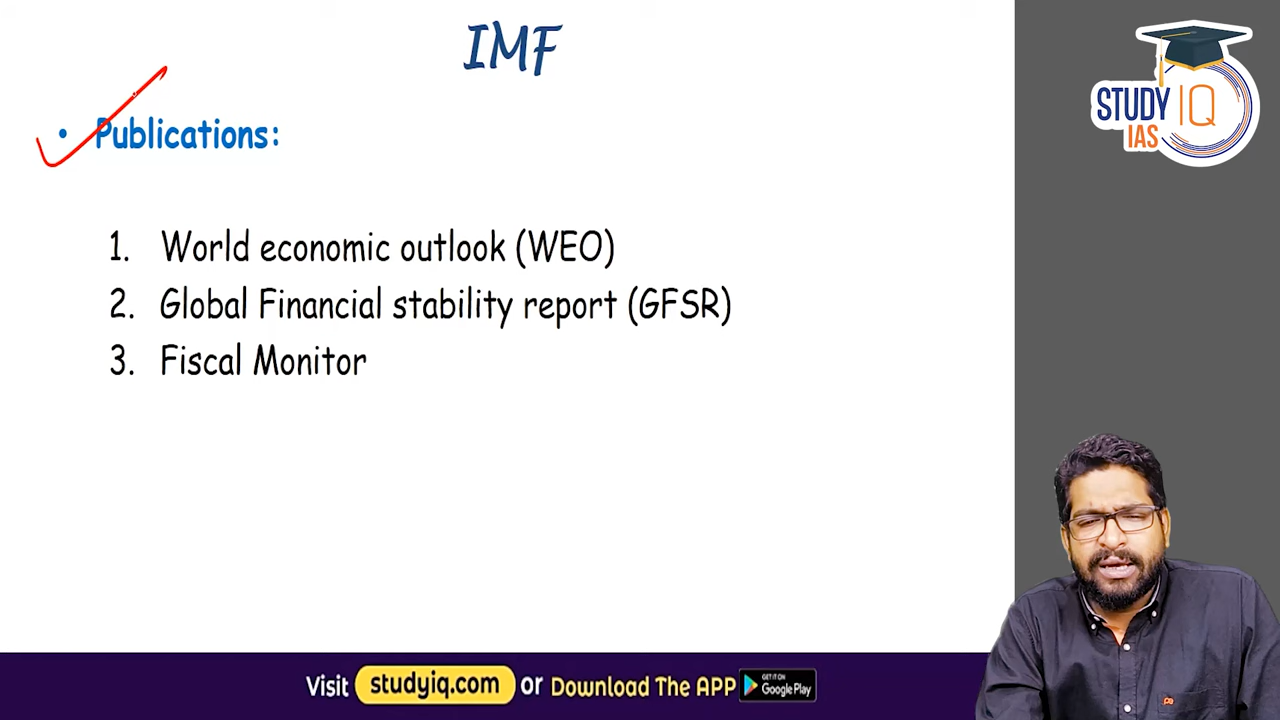 IMF
• Publications:
1. World economic outlook (WEO)
2. Global Financial stability report (GFSR)
3. Fiscal Monitor
STUDY IQ
IAS
Visit studyiq.com or Download The APP GET IT ON Google Play